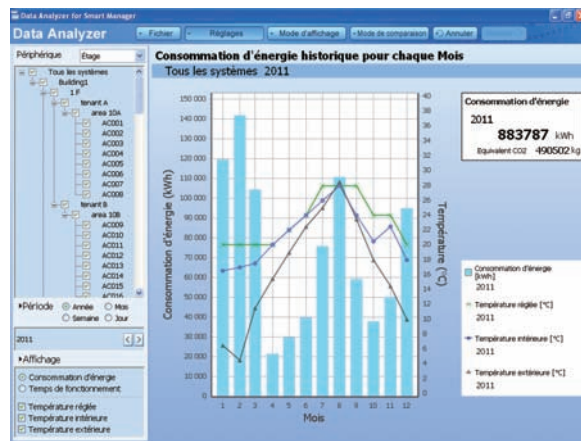 Data Analyzer for Smart Manager
Data Analyzer
Fichier
Réglages
Mode d'affichage
Mode de comparaison
Annuler
Périphérique
Etage
Tous les systèmes
Building1
1 F
tenant A
area 10A
AC001
AC002
AC003
AC004
AC005
AC006
AC007
AC008
tenant B
area 10B
AC009
AC010
AC011
AC012
AC013
AC014
AC015
AC016
Période
Année
Mois
Semaine
Jour
2011
Affichage
Consommation d'énergie
Temps de fonctionnement
Température réglée
Température intérieure
Température extérieure
Consommation d'énergie historique pour chaque Mois
Tous les systèmes 2011
Consommation d'énergie (kWh)
150 000
140 000
130 000
120 000
110 000
100 000
90 000
80 000
70 000
60 000
50 000
40 000
30 000
20 000
10 000
0
1 2 3 4 5 6 7 8 9 10 11 12
Mois
40
38
36
34
32
30
28
26
24
22
20
18
16
14
12
10
8
6
4
2
0
Température (°C)
Consommation d'énergie
2011
883787 kWh
Equivalent CO2 490502 kg
Consommation d'énergie
[kWh]
2011
Température réglée [°C]
2011
Température intérieure [°C]
2011
Température extérieure [°C]
2011